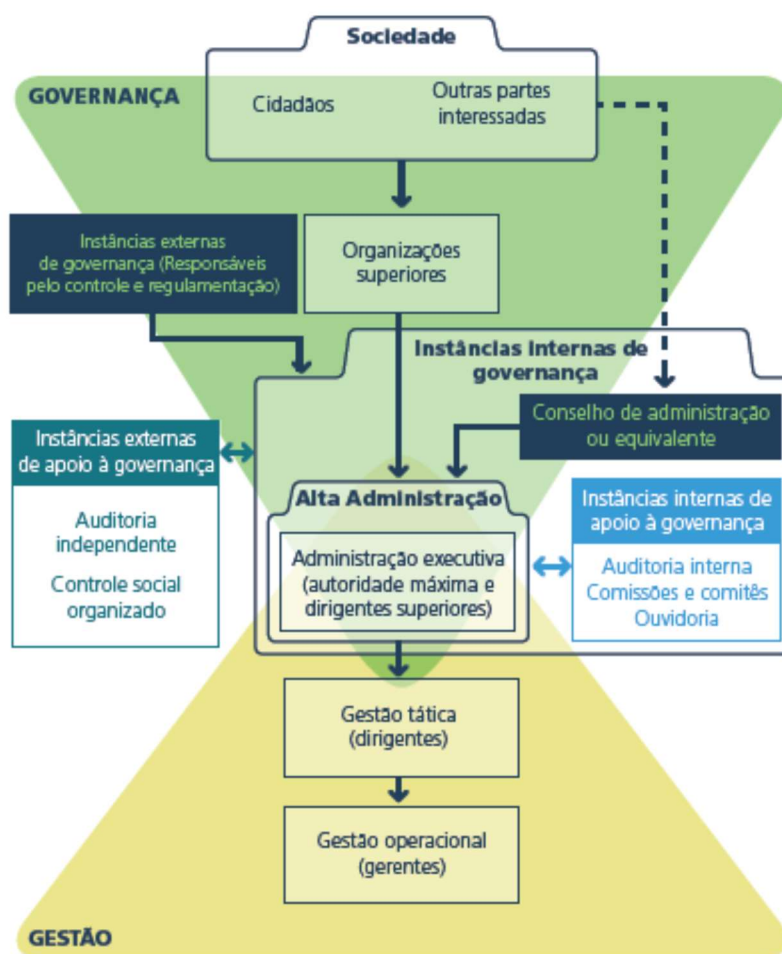 Sociedade
GOVERNANÇA
Cidadãos
Outras partes
interessadas
Instâncias externas
de governança (Responsáveis
pelo controle e regulamentação)
Organizações
superiores
Instâncias internas de
governança
Conselho de administração
ou equivalente
Instâncias externas
de apoio à governança
Auditoria
independente
Controle social
organizado
Alta Administração
Administração executiva
(autoridade máxima e
dirigentes superiores)
Instâncias internas de
apoio à governança
Auditoria interna
Comissões e comitês
Ouvidoria
Gestão tática
(dirigentes)
Gestão operacional
(gerentes)
GESTÃO